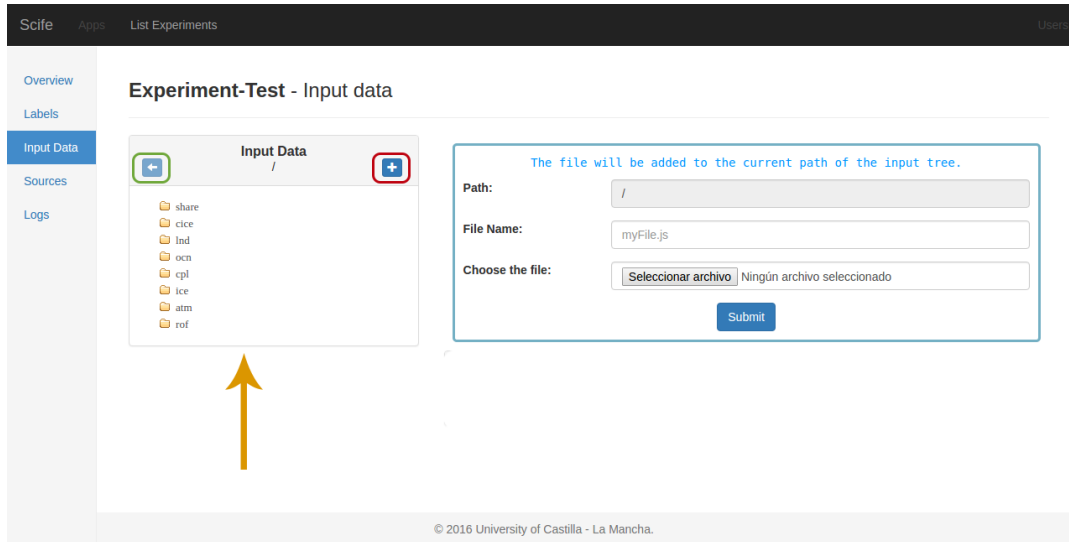 Scife Apps List Experiments Users
Overview
Labels
Input Data
Sources
Logs
Experiment-Test - Input data
Input Data
/
share
cice
lnd
ocn
cpl
ice
atm
rof
The file will be added to the current path of the input tree.
Path: /
File Name: myFile.js
Choose the file: Seleccionar archivo Ningún archivo seleccionado
Submit
© 2016 University of Castilla - La Mancha.